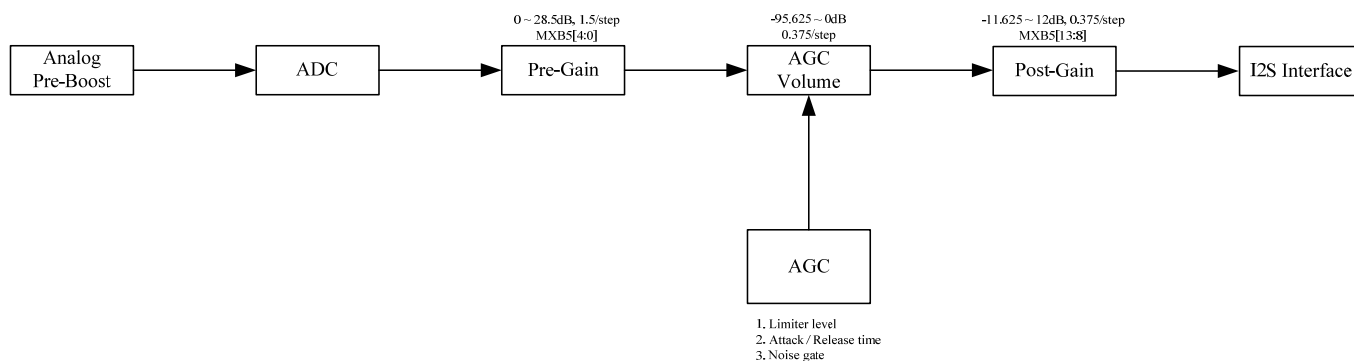 0 ~ 28.5dB, 1.5/step
MXB5[4:0]
-95.625 ~ 0dB
0.375/step
-11.625 ~ 12dB, 0.375/step
MXB5[13:8]
Analog
Pre-Boost
ADC
Pre-Gain
AGC
Volume
Post-Gain
I2S Interface
AGC
1. Limiter level
2. Attack / Release time
3. Noise gate